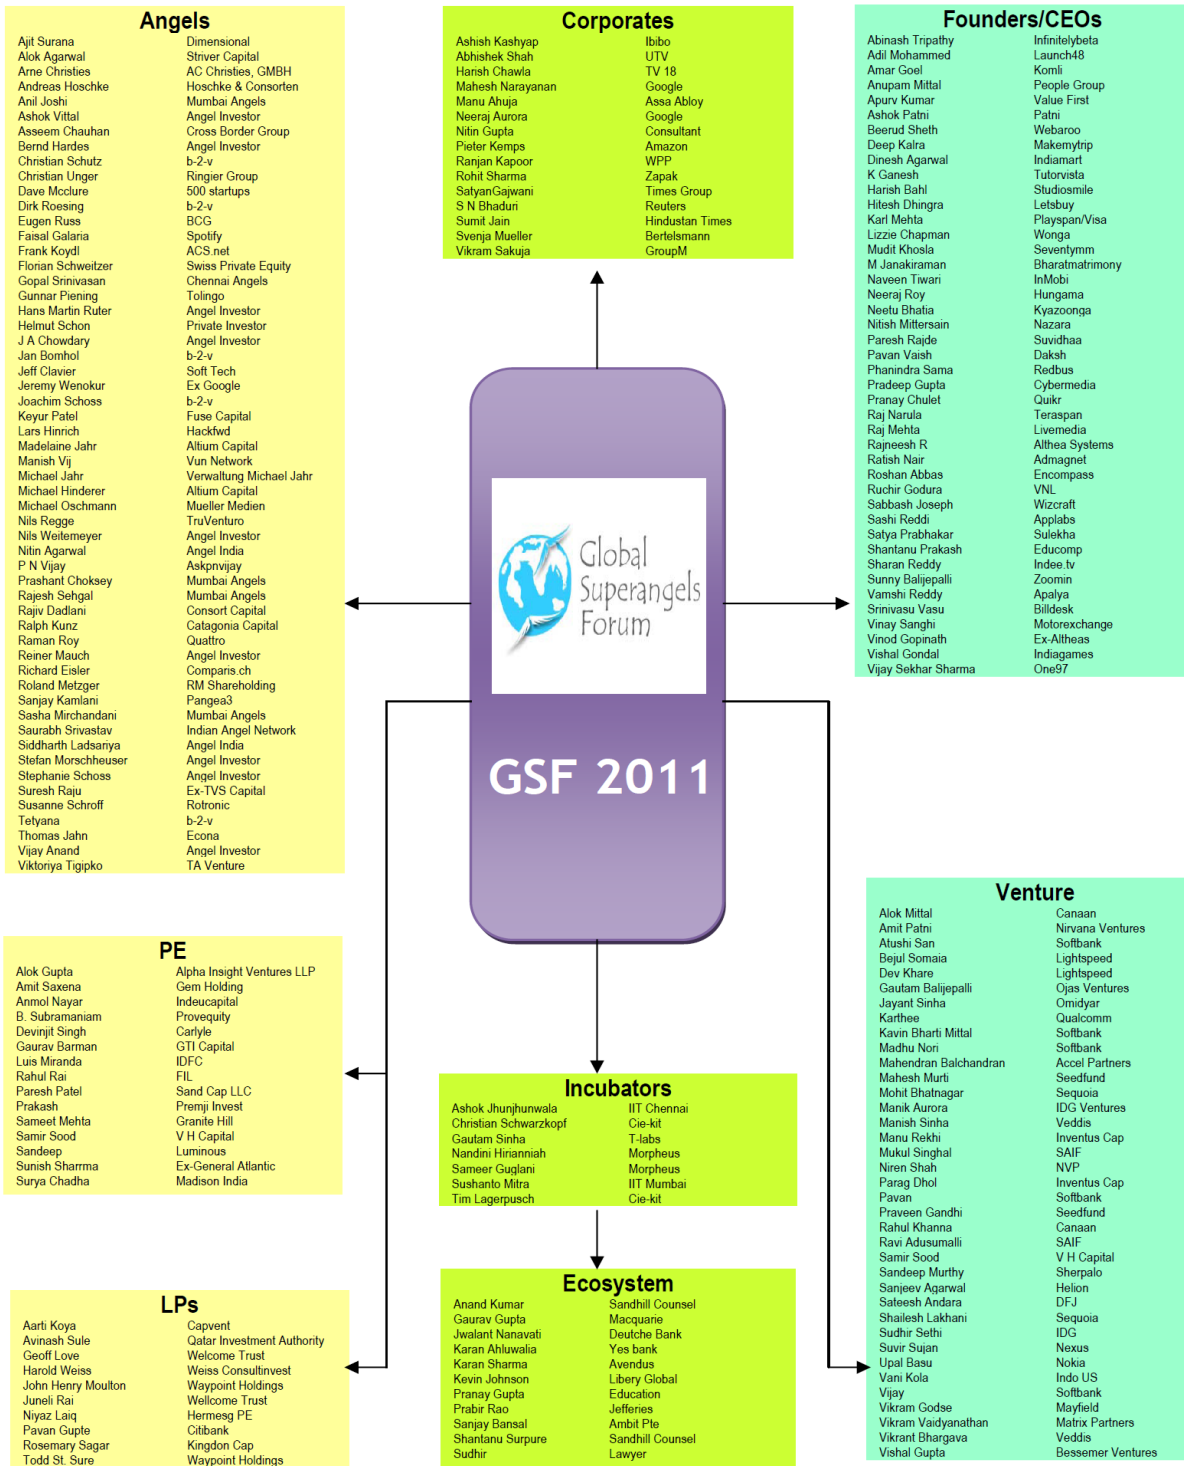 Angels
Ajit Surana Dimensional
Alok Agarwal Striver Capital
Arne Christies AC Christies, GMBH
Andreas Hoschke Hoschke & Consorten
Anil Joshi Mumbai Angels
Ashok Vittal Angel Investor
Asseem Chauhan Cross Border Group
Bernd Hardes Angel Investor
Christian Schutz b-2-v
Christian Unger Ringier Group
Dave Mcclure 500 startups
Dirk Roesing b-2-v
Eugen Russ BCG
Faisal Galaria Spotify
Frank Koydl ACS.net
Florian Schweitzer Swiss Private Equity
Gopal Srinivasan Chennai Angels
Gunnar Piening Tolingo
Hans Martin Ruter Angel Investor
Helmut Schon Private Investor
J A Chowdary Angel Investor
Jan Bomhol b-2-v
Jeff Clavier Soft Tech
Jeremy Wenokur Ex Google
Joachim Schoss b-2-v
Keyur Patel Fuse Capital
Lars Hinrich Hackfwd
Madelaine Jahr Altium Capital
Manish Vij Vun Network
Michael Jahr Verwaltung Michael Jahr
Michael Hinderer Altium Capital
Michael Oschmann Mueller Medien
Nils Regge TruVenturo
Nils Weitemeyer Angel Investor
Nitin Agarwal Angel India
P N Vijay Askpnvijay
Prashant Choksey Mumbai Angels
Rajesh Sehgal Mumbai Angels
Rajiv Dadlani Consort Capital
Ralph Kunz Catagonia Capital
Raman Roy Quattro
Reiner Mauch Angel Investor
Richard Eisler Comparis.ch
Roland Metzger RM Shareholding
Sanjay Kamlani Pangea3
Sasha Mirchandani Mumbai Angels
Saurabh Srivastav Indian Angel Network
Siddharth Ladsariya Angel India
Stefan Morschheuser Angel Investor
Stephanie Schoss Angel Investor
Suresh Raju Ex-TVS Capital
Susanne Schroff Rotronic
Tetyana b-2-v
Thomas Jahn Econa
Vijay Anand Angel Investor
Viktoriya Tigipko TA Venture
Corporates
Ashish Kashyap Ibibo
Abhishek Shah UTV
Harish Chawla TV 18
Mahesh Narayanan Google
Manu Ahuja Assa Abloy
Neeraj Aurora Google
Nitin Gupta Consultant
Pieter Kemps Amazon
Ranjan Kapoor WPP
Rohit Sharma Zapak
SatyanGajwani Times Group
S N Bhaduri Reuters
Sumit Jain Hindustan Times
Svenja Mueller Bertelsmann
Vikram Sakuja GroupM
Founders/CEOs
Abinash Tripathy Infinitelybeta
Adil Mohammed Launch48
Amar Goel Komli
Anupam Mittal People Group
Apurv Kumar Value First
Ashok Patni Patni
Beerud Sheth Webaroo
Deep Kalra Makemytrip
Dinesh Agarwal Indiamart
K Ganesh Tutorvista
Harish Bahl Studiosmile
Hitesh Dhingra Letsbuy
Karl Mehta Playspan/Visa
Lizzie Chapman Wonga
Mudit Khosla Seventymm
M Janakiraman Bharatmatrimony
Naveen Tiwari InMobi
Neeraj Roy Hungama
Neetu Bhatia Kyazoonga
Nitish Mittersain Nazara
Paresh Rajde Suvidhaa
Pavan Vaish Daksh
Phanindra Sama Redbus
Pradeep Gupta Cybermedia
Pranay Chulet Quikr
Raj Narula Teraspan
Raj Mehta Livemedia
Rajneesh R Althea Systems
Ratish Nair Admagnet
Roshan Abbas Encompass
Ruchir Godura VNL
Sabbash Joseph Wizcraft
Sashi Reddi Applabs
Satya Prabhakar Sulekha
Shantanu Prakash Educomp
Sharan Reddy Indee.tv
Sunny Balijepalli Zoomin
Vamshi Reddy Apalya
Srinivasu Vasu Billdesk
Vinay Sanghi Motorexchange
Vinod Gopinath Ex-Altheas
Vishal Gondal Indiagames
Vijay Sekhar Sharma One97
Global
Superangels
Forum
GSF 2011
PE
Alok Gupta Alpha Insight Ventures LLP
Amit Saxena Gem Holding
Anmol Nayar Indeucapital
B. Subramaniam Provequity
Devinjit Singh Carlyle
Gaurav Barman GTI Capital
Luis Miranda IDFC
Rahul Rai FIL
Paresh Patel Sand Cap LLC
Prakash Premji Invest
Sameet Mehta Granite Hill
Samir Sood V H Capital
Sandeep Luminous
Sunish Sharrma Ex-General Atlantic
Surya Chadha Madison India
Incubators
Ashok Jhunjhunwala IIT Chennai
Christian Schwarzkopf Cie-kit
Gautam Sinha T-labs
Nandini Hirianniah Morpheus
Sameer Guglani Morpheus
Sushanto Mitra IIT Mumbai
Tim Lagerpusch Cie-kit
Venture
Alok Mittal Canaan
Amit Patni Nirvana Ventures
Atushi San Softbank
Bejul Somaia Lightspeed
Dev Khare Lightspeed
Gautam Balijepalli Ojas Ventures
Jayant Sinha Omidyar
Karthee Qualcomm
Kavin Bharti Mittal Softbank
Madhu Nori Softbank
Mahendran Balchandran Accel Partners
Mahesh Murti Seedfund
Mohit Bhatnagar Sequoia
Manik Aurora IDG Ventures
Manish Sinha Veddis
Manu Rekhi Inventus Cap
Mukul Singhal SAIF
Niren Shah NVP
Parag Dhol Inventus Cap
Pavan Softbank
Praveen Gandhi Seedfund
Rahul Khanna Canaan
Ravi Adusumalli SAIF
Samir Sood V H Capital
Sandeep Murthy Sherpalo
Sanjeev Agarwal Helion
Sateesh Andara DFJ
Shailesh Lakhani Sequoia
Sudhir Sethi IDG
Suvir Sujan Nexus
Upal Basu Nokia
Vani Kola Indo US
Vijay Softbank
Vikram Godse Mayfield
Vikram Vaidyanathan Matrix Partners
Vikrant Bhargava Veddis
Vishal Gupta Bessemer Ventures
LPs
Aarti Koya Capvent
Avinash Sule Qatar Investment Authority
Geoff Love Welcome Trust
Harold Weiss Weiss Consultinvest
John Henry Moulton Waypoint Holdings
Juneli Rai Wellcome Trust
Niyaz Laiq Hermesg PE
Pavan Gupte Citibank
Rosemary Sagar Kingdon Cap
Todd St. Sure Waypoint Holdings
Ecosystem
Anand Kumar Sandhill Counsel
Gaurav Gupta Macquarie
Jwalant Nanavati Deutche Bank
Karan Ahluwalia Yes bank
Karan Sharma Avendus
Kevin Johnson Libery Global
Pranay Gupta Education
Prabir Rao Jefferies
Sanjay Bansal Ambit Pte
Shantanu Surpure Sandhill Counsel
Sudhir Lawyer